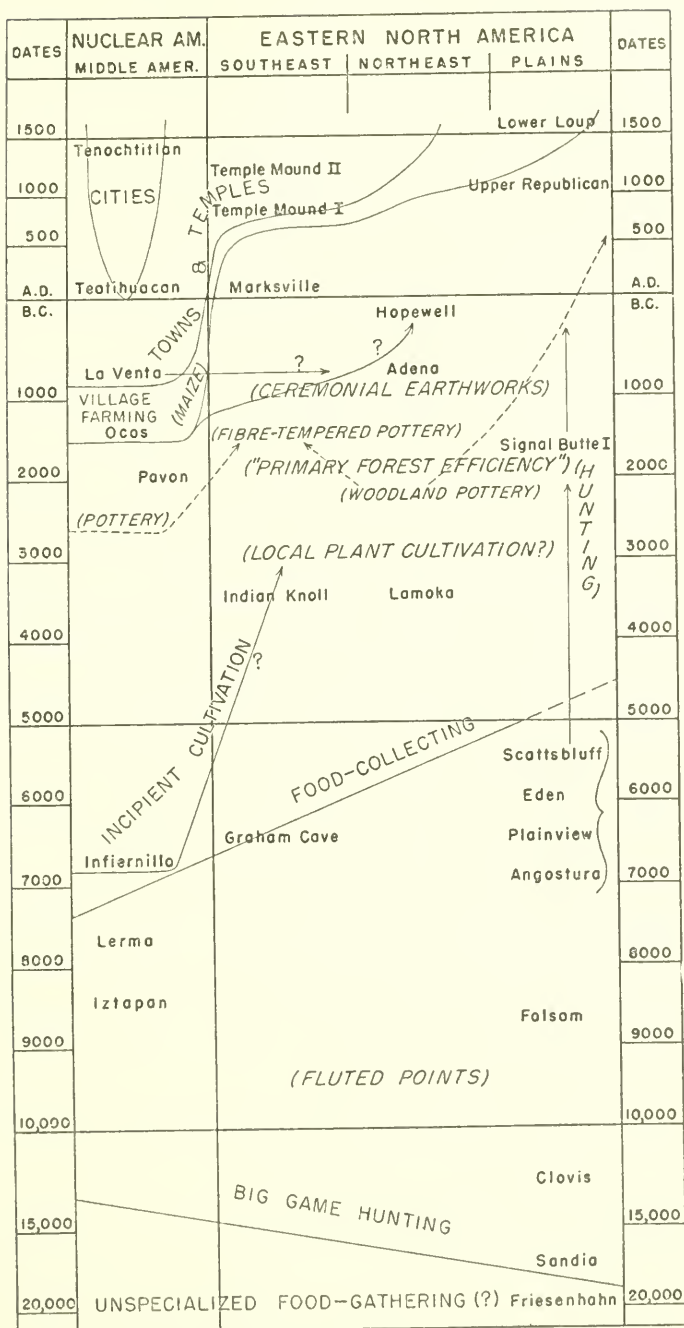 DATES
NUCLEAR AM.
MIDDLE AMER.
EASTERN NORTH AMERICA
SOUTHEAST
NORTHEAST
PLAINS
DATES
Lower Loup
1500
1500
Tenochtitlan
Temple Mound II
CITIES
Upper Republican
1000
1000
TOWNS & TEMPLES
Temple Mound I
500
500
Teotihuacan
Marksville
A.D.
A.D.
B.C.
B.C.
Hopewell
?
?
La Venta
Adena
1000
1000
(CEREMONIAL EARTHWORKS)
VILLAGE
FARMING
(MAIZE)
Ocos
(FIBRE-TEMPERED POTTERY)
Signal Butte I
Pavon
("PRIMARY FOREST EFFICIENCY")
(HUNTING)
2000
2000
(WOODLAND POTTERY)
(POTTERY)
3000
3000
(LOCAL PLANT CULTIVATION?)
Indian Knoll
Lamoka
4000
4000
INCIPIENT CULTIVATION
?
5000
5000
FOOD-COLLECTING
Scottsbluff
6000
6000
Eden
Graham Cave
Plainview
Infiernillo
Angostura
7000
7000
Lerma
8000
8000
Iztapan
Folsom
9000
9000
(FLUTED POINTS)
10,000
10,000
Clovis
BIG GAME HUNTING
15,000
15,000
Sandia
20,000
UNSPECIALIZED FOOD-GATHERING (?)
Friesenhahn
20,000